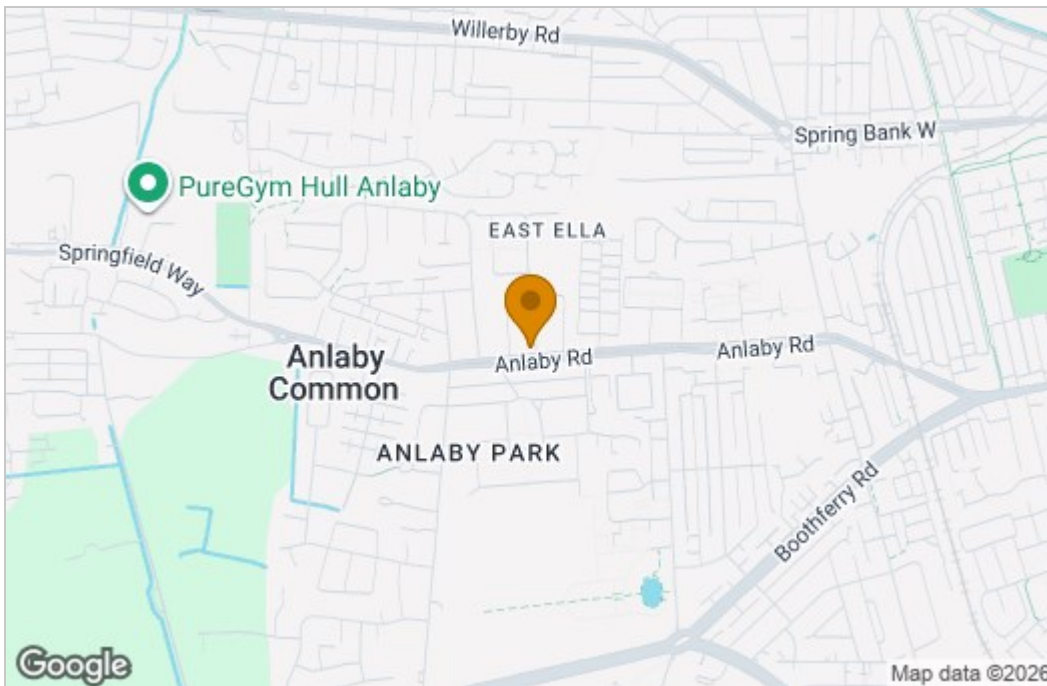 Willerby Rd
Spring Bank W
PureGym Hull Anlaby
EAST ELLA
Springfield Way
Anlaby Rd
Anlaby Rd
Anlaby
Common
ANLABY PARK
Boothferry Rd
Google
Map data ©2026